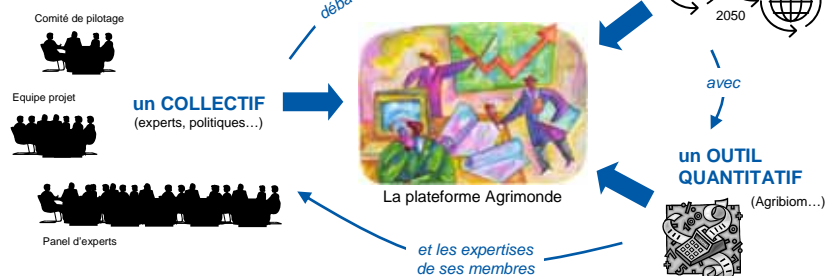 Comité de pilotage
Equipe projet
un COLLECTIF
(experts, politiques…)
Panel d'experts
La plateforme Agrimonde
2050
avec
un OUTIL
QUANTITATIF
(Agribiom…)
et les expertises
de ses membres